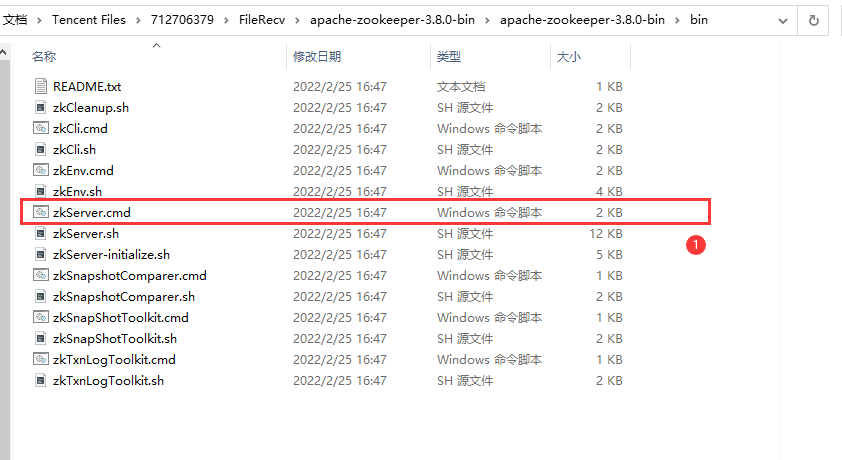 文档 > Tencent Files > 712706379 > FileRecv > apache-zookeeper-3.8.0-bin > apache-zookeeper-3.8.0-bin > bin
名称 修改日期 类型 大小
README.txt 2022/2/25 16:47 文本文档 1 KB
zkCleanup.sh 2022/2/25 16:47 SH 源文件 2 KB
zkCli.cmd 2022/2/25 16:47 Windows 命令脚本 2 KB
zkCli.sh 2022/2/25 16:47 SH 源文件 2 KB
zkEnv.cmd 2022/2/25 16:47 Windows 命令脚本 2 KB
zkEnv.sh 2022/2/25 16:47 SH 源文件 4 KB
zkServer.cmd 2022/2/25 16:47 Windows 命令脚本 2 KB
zkServer.sh 2022/2/25 16:47 SH 源文件 12 KB
1
zkServer-initialize.sh 2022/2/25 16:47 SH 源文件 5 KB
zkSnapshotComparer.cmd 2022/2/25 16:47 Windows 命令脚本 1 KB
zkSnapshotComparer.sh 2022/2/25 16:47 SH 源文件 2 KB
zkSnapShotToolkit.cmd 2022/2/25 16:47 Windows 命令脚本 1 KB
zkSnapShotToolkit.sh 2022/2/25 16:47 SH 源文件 2 KB
zkTxnLogToolkit.cmd 2022/2/25 16:47 Windows 命令脚本 1 KB
zkTxnLogToolkit.sh 2022/2/25 16:47 SH 源文件 2 KB